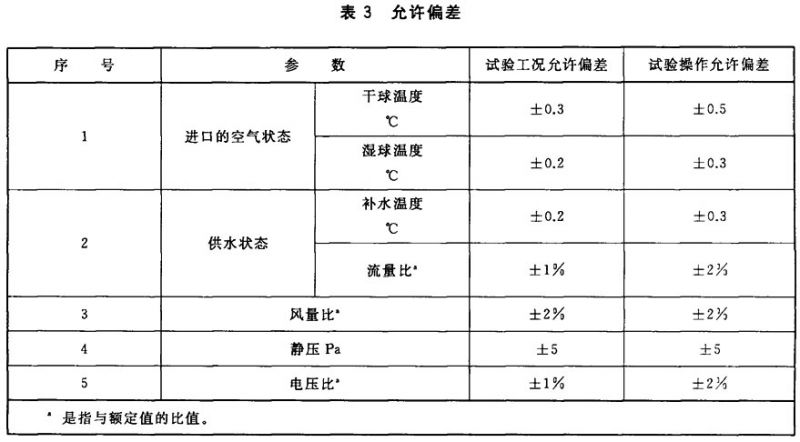 表 3 允许偏差
序 号 参 数 试验工况允许偏差 试验操作允许偏差
1 进口的空气状态 干球温度 ℃ ±0.3 ±0.5
湿球温度 ℃ ±0.2 ±0.3
2 供水状态 补水温度 ℃ ±0.2 ±0.3
流量比ᵃ ±1% ±2%
3 风量比ᵃ ±2% ±2%
4 静压 Pa ±5 ±5
5 电压比ᵃ ±1% ±2%
ᵃ 是指与额定值的比值。